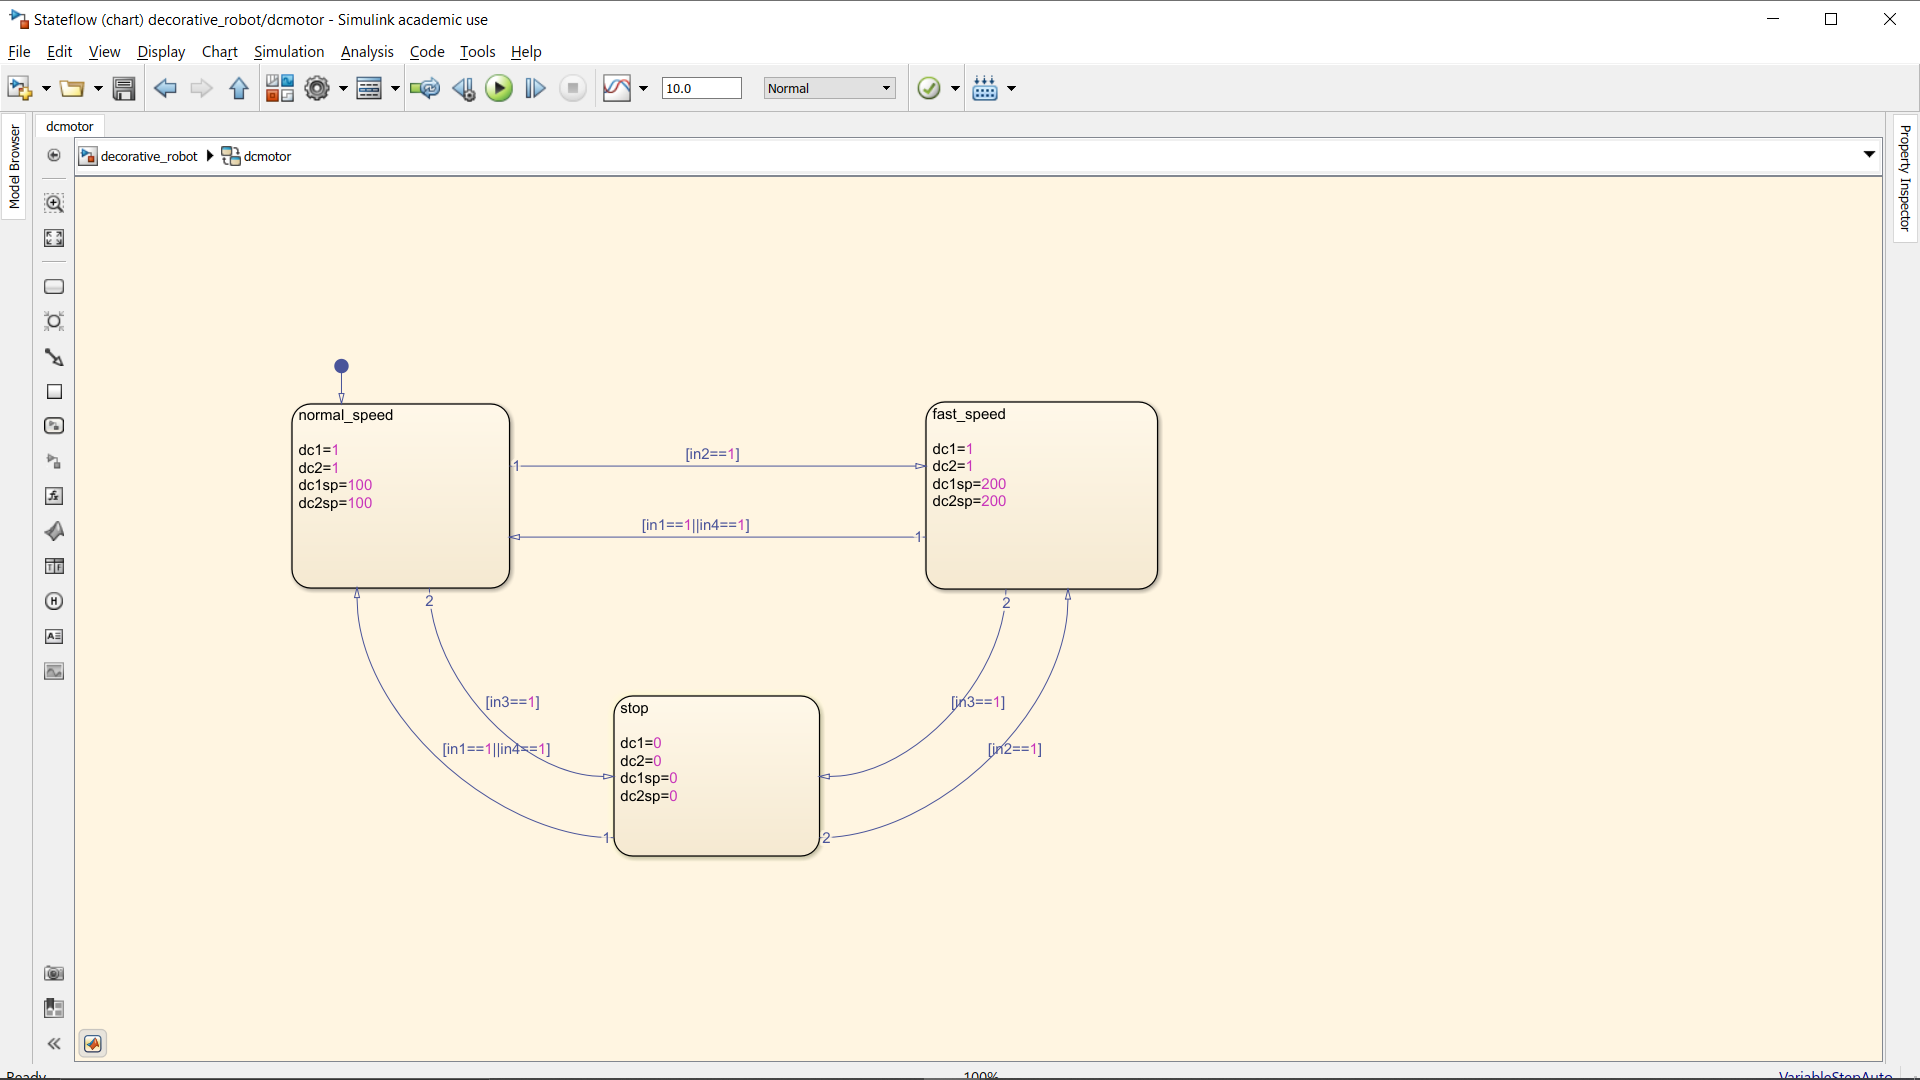 Stateflow (chart) decorative_robot/dcmotor - Simulink academic use
File Edit View Display Chart Simulation Analysis Code Tools Help
10.0 Normal
dcmotor
Model Browser
Property Inspector
decorative_robot dcmotor
normal_speed
dc1=1
dc2=1
dc1sp=100
dc2sp=100
fast_speed
dc1=1
dc2=1
dc1sp=200
dc2sp=200
1 [in2==1]
[in1==1||in4==1] 1
2
2
[in3==1]
[in3==1]
[in1==1||in4==1]
[in2==1]
stop
dc1=0
dc2=0
dc1sp=0
dc2sp=0
1
2
Ready 100% VariableStepAuto